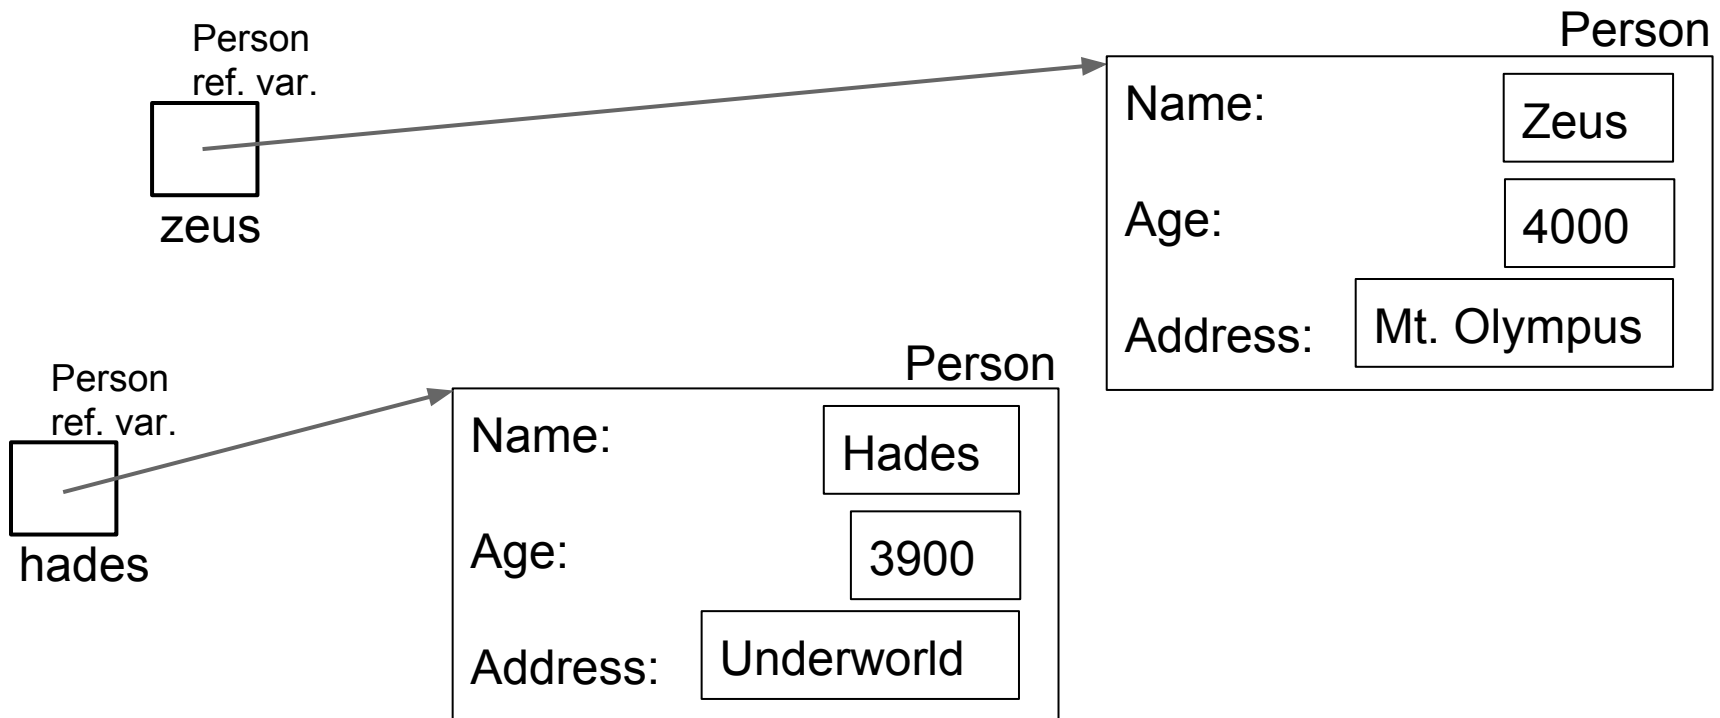 Person
ref. var.
zeus
Person
Name: Zeus
Age: 4000
Address: Mt. Olympus
Person
ref. var.
hades
Person
Name: Hades
Age: 3900
Address: Underworld